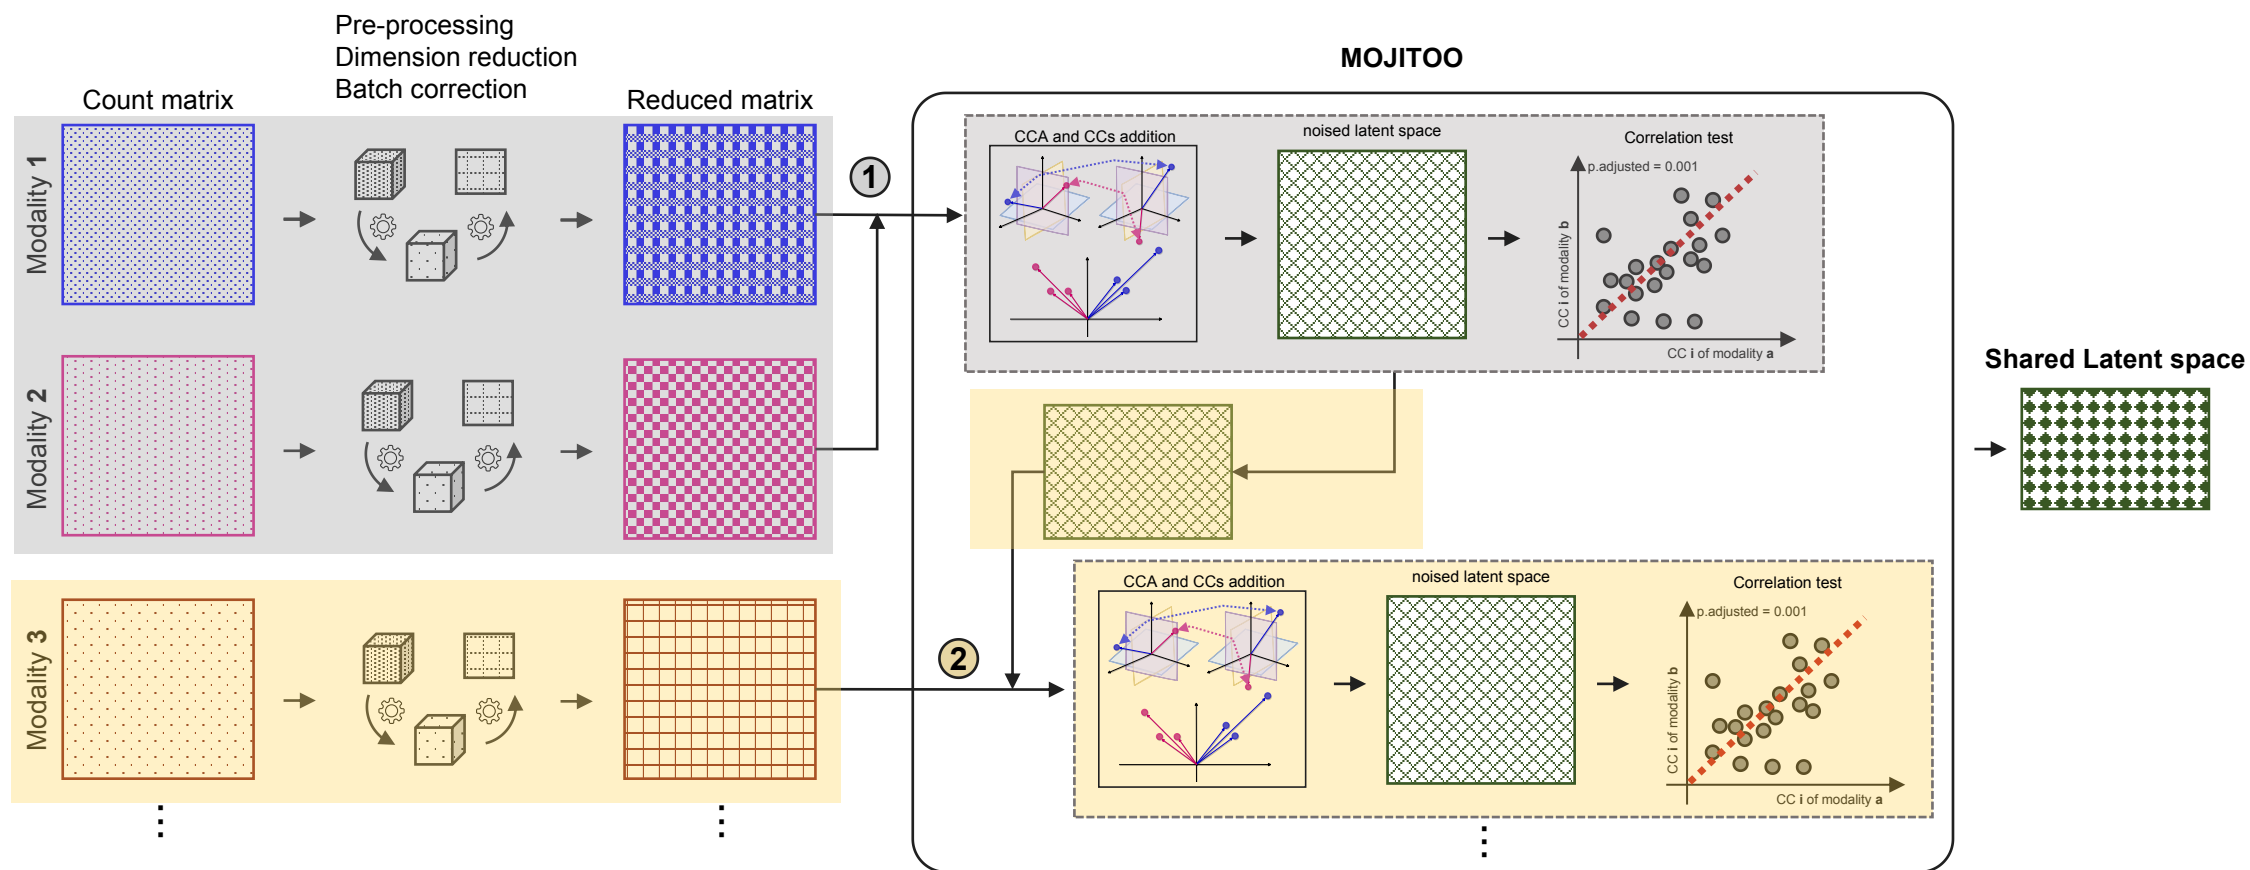 Pre-processing
Dimension reduction
Batch correction
MOJITOO
Count matrix
Reduced matrix
Modality 1
1
CCA and CCs addition
noised latent space
Correlation test
p.adjusted = 0.001
CC i of modality b
CC i of modality a
Modality 2
Shared Latent space
Modality 3
2
CCA and CCs addition
noised latent space
Correlation test
p.adjusted = 0.001
CC i of modality b
CC i of modality a